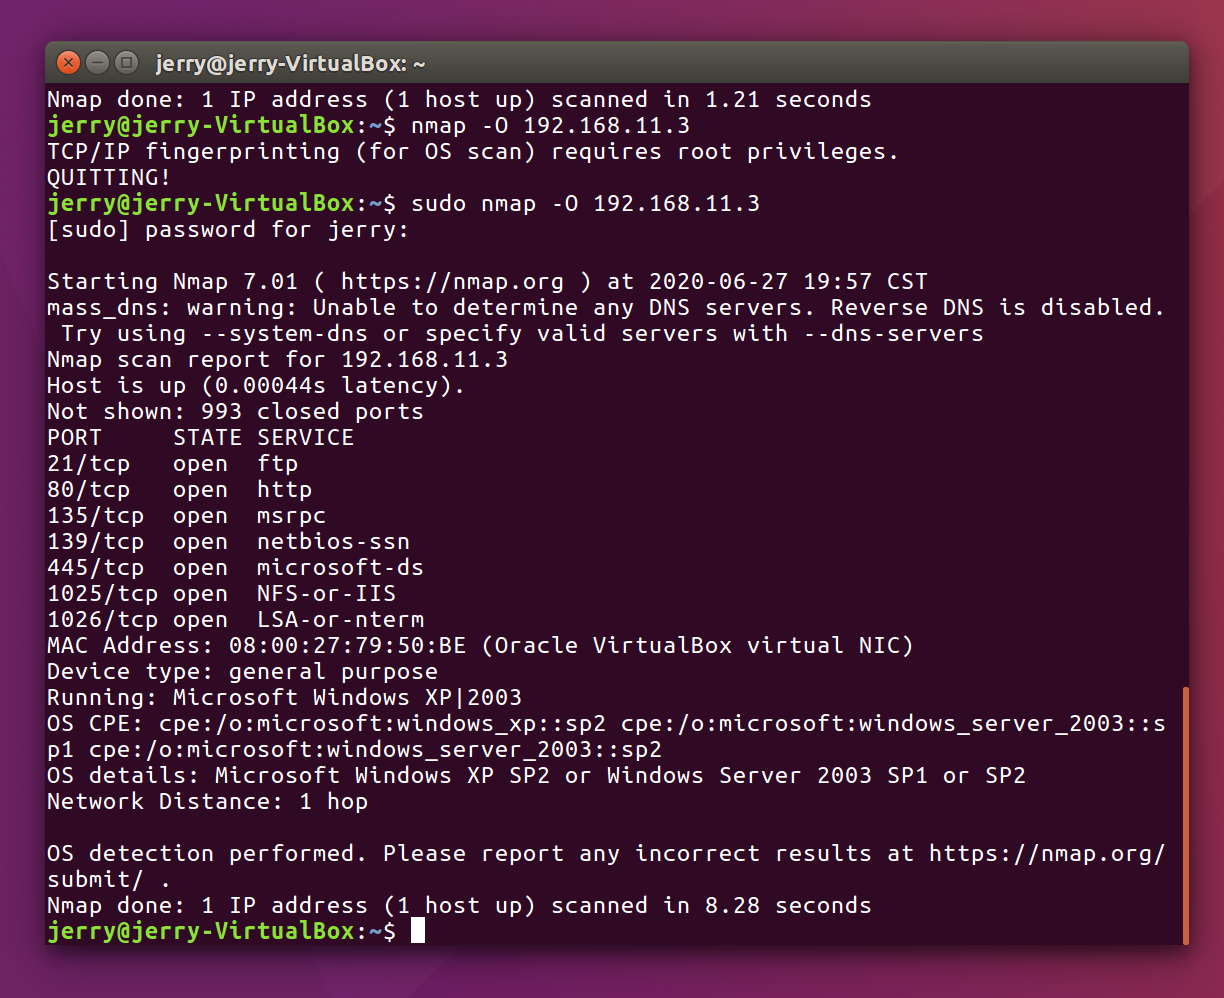 jerry@jerry-VirtualBox: ~
Nmap done: 1 IP address (1 host up) scanned in 1.21 seconds
jerry@jerry-VirtualBox:~$ nmap -O 192.168.11.3
TCP/IP fingerprinting (for OS scan) requires root privileges.
QUITTING!
jerry@jerry-VirtualBox:~$ sudo nmap -O 192.168.11.3
[sudo] password for jerry:
Starting Nmap 7.01 ( https://nmap.org ) at 2020-06-27 19:57 CST
mass_dns: warning: Unable to determine any DNS servers. Reverse DNS is disabled.
 Try using --system-dns or specify valid servers with --dns-servers
Nmap scan report for 192.168.11.3
Host is up (0.00044s latency).
Not shown: 993 closed ports
PORT     STATE SERVICE
21/tcp   open  ftp
80/tcp   open  http
135/tcp  open  msrpc
139/tcp  open  netbios-ssn
445/tcp  open  microsoft-ds
1025/tcp open  NFS-or-IIS
1026/tcp open  LSA-or-nterm
MAC Address: 08:00:27:79:50:BE (Oracle VirtualBox virtual NIC)
Device type: general purpose
Running: Microsoft Windows XP|2003
OS CPE: cpe:/o:microsoft:windows_xp::sp2 cpe:/o:microsoft:windows_server_2003::s
p1 cpe:/o:microsoft:windows_server_2003::sp2
OS details: Microsoft Windows XP SP2 or Windows Server 2003 SP1 or SP2
Network Distance: 1 hop
OS detection performed. Please report any incorrect results at https://nmap.org/
submit/ .
Nmap done: 1 IP address (1 host up) scanned in 8.28 seconds
jerry@jerry-VirtualBox:~$